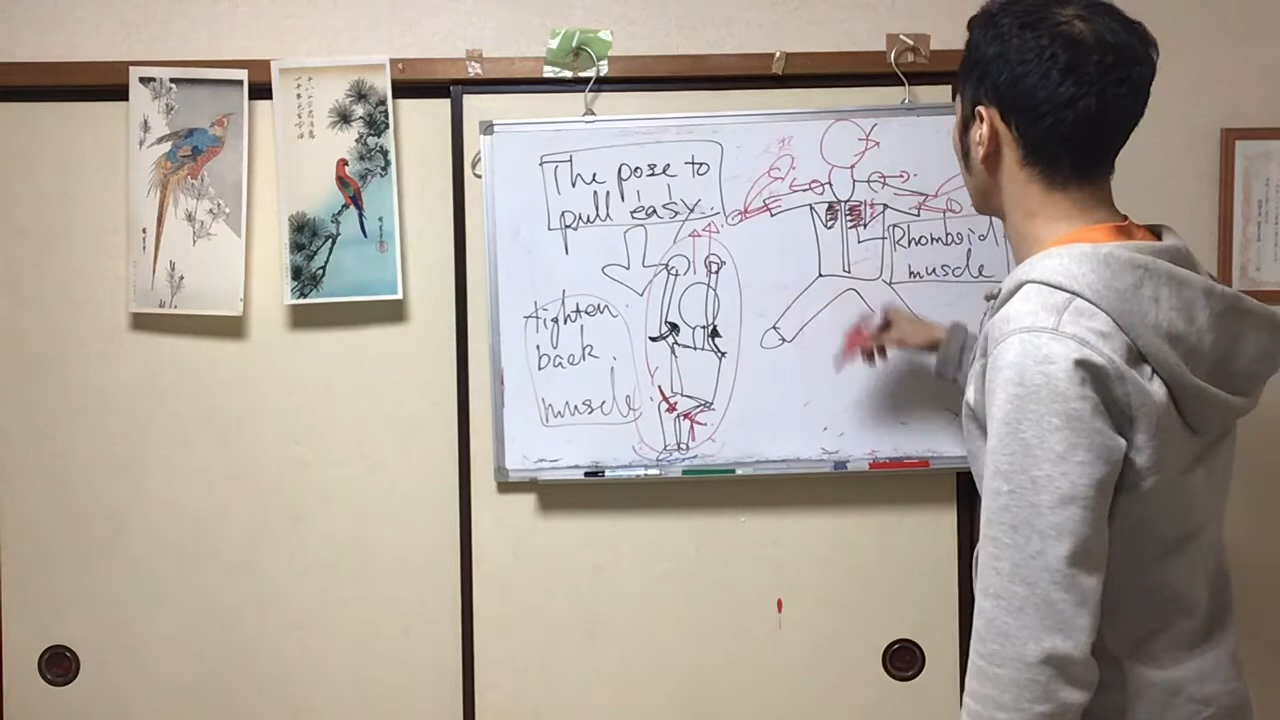 The pose to
pull easy.
tighten
back
muscle.
Rhomboid
muscle